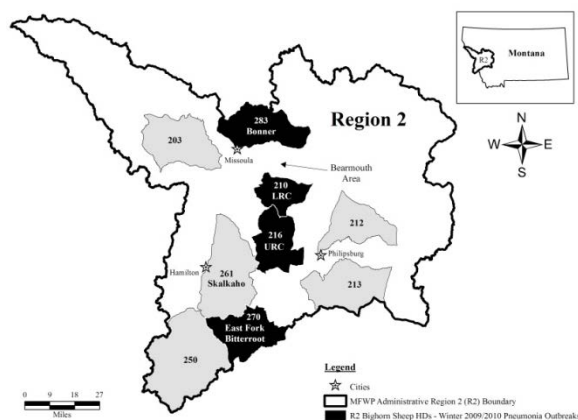 Montana
R2
Region 2
283
Bonner
203
Missoula
Bearmouth
Area
N
W E
S
210
LRC
212
216
URC
Philipsburg
Hamilton
261
Skalkaho
213
270
East Fork
Bitterroot
250
Legend
Cities
MFWP Administrative Region 2 (R2) Boundary
R2 Bighorn Sheep HDs - Winter 2009/2010 Pneumonia Outbreaks
0 9 18 27
Miles